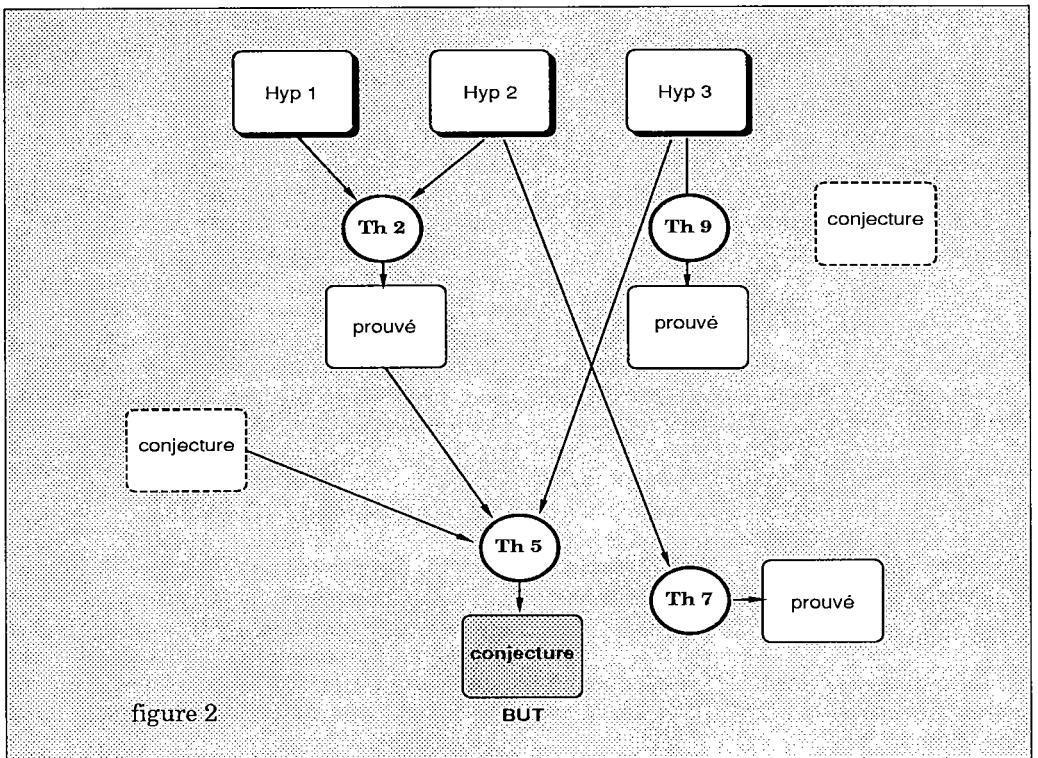 Hyp 1
Hyp 2
Hyp 3
Th 2
Th 9
conjecture
prouvé
prouvé
conjecture
Th 5
Th 7
prouvé
conjecture
BUT
figure 2